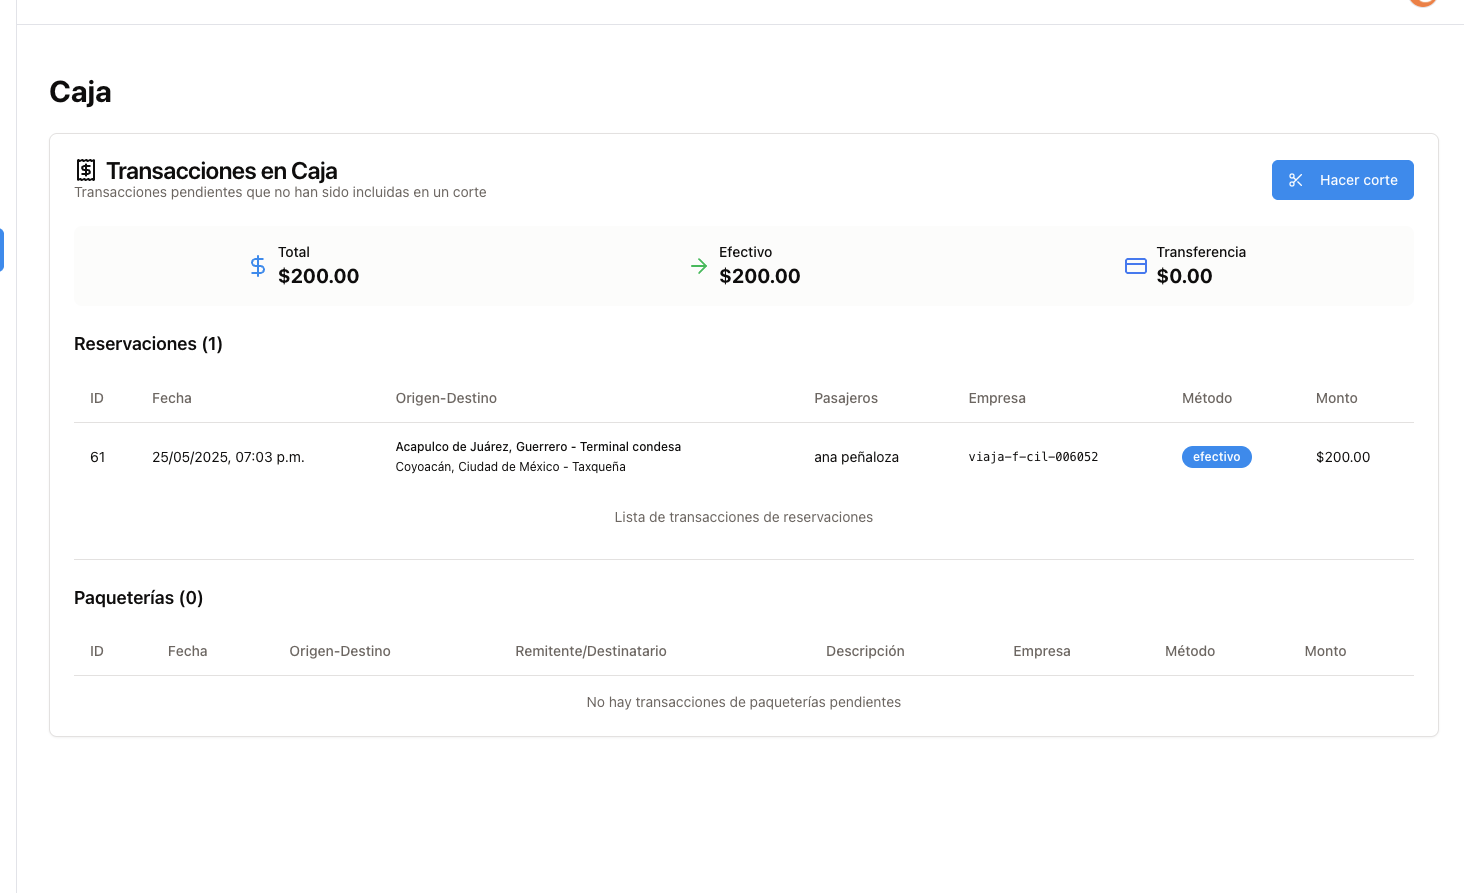 Caja
Transacciones en Caja
Transacciones pendientes que no han sido incluidas en un corte
Hacer corte
Total
$200.00
Efectivo
$200.00
Transferencia
$0.00
Reservaciones (1)
ID Fecha Origen-Destino Pasajeros Empresa Método Monto
61 25/05/2025, 07:03 p.m. Acapulco de Juárez, Guerrero - Terminal condesa ana peñaloza viaja-f-cil-006052 efectivo $200.00
Coyoacán, Ciudad de México - Taxqueña
Lista de transacciones de reservaciones
Paqueterías (0)
ID Fecha Origen-Destino Remitente/Destinatario Descripción Empresa Método Monto
No hay transacciones de paqueterías pendientes